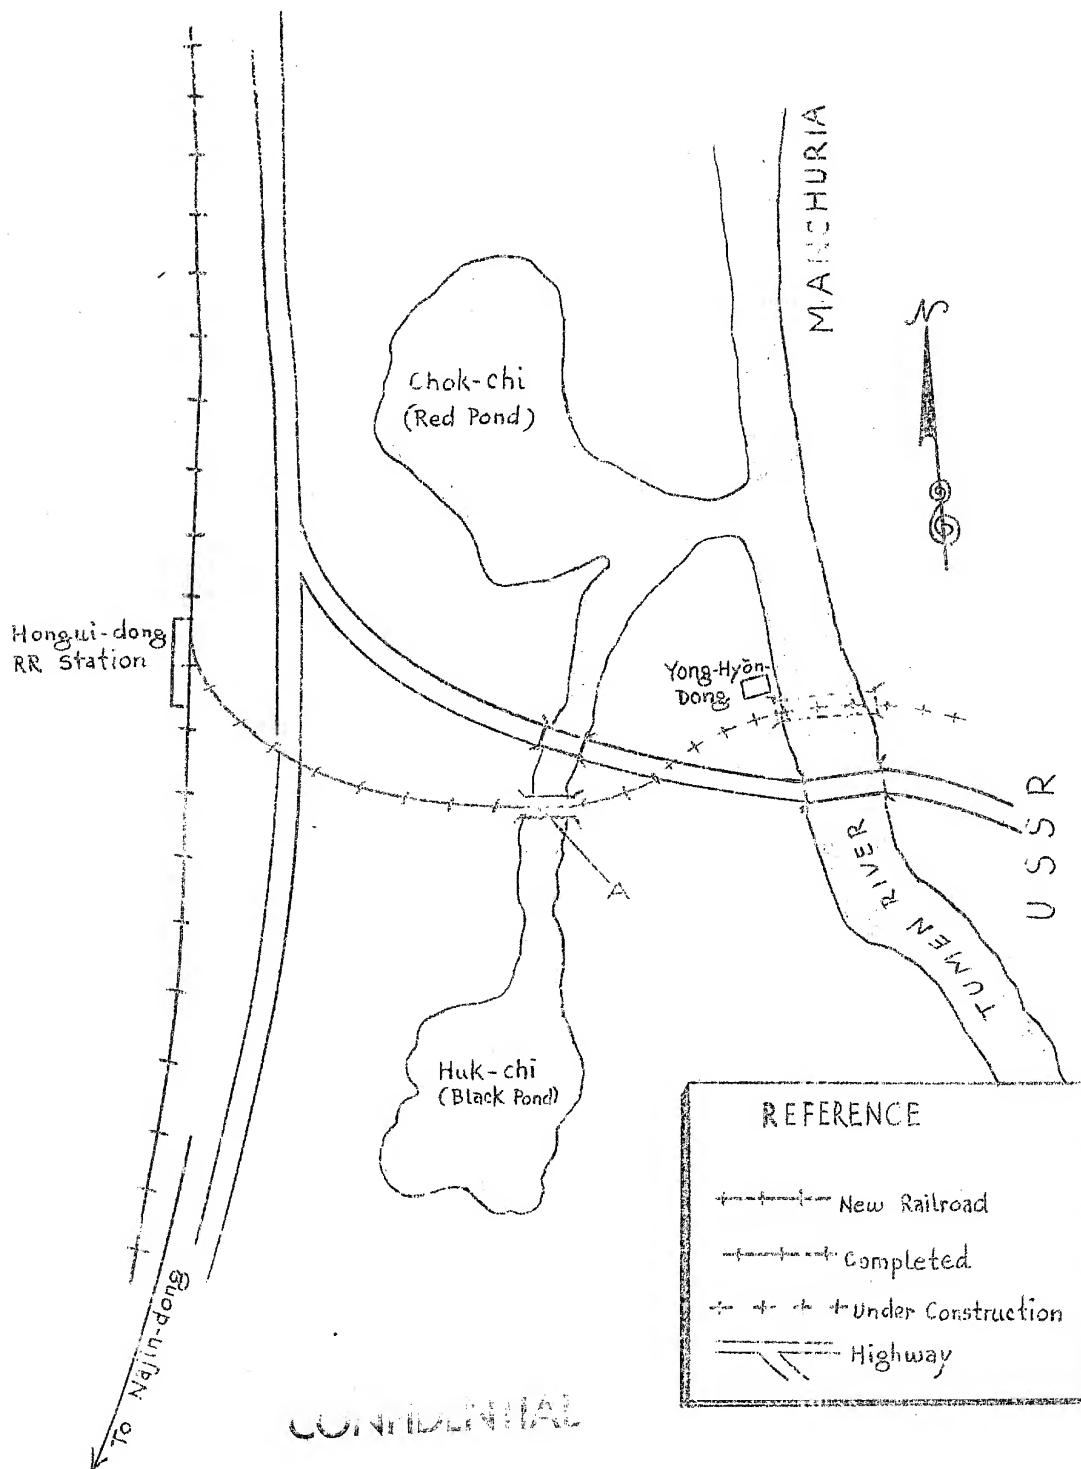 MANCHURIA
N
Chok-chi
(Red Pond)
Hongui-dong
RR Station
Yong-Hyŏn-
Dong
A
USSR
TUMEN RIVER
Huk-chi
(Black Pond)
To Najin-dong
REFERENCE
New Railroad
Completed
Under Construction
Highway
CONFIDENTIAL